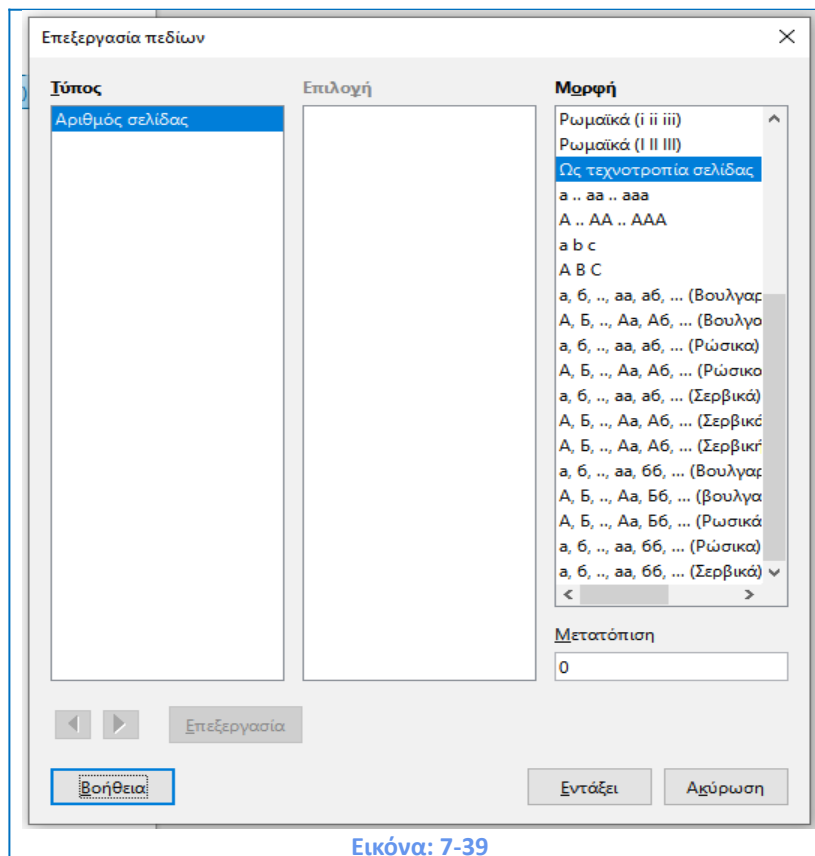 Επεξεργασία πεδίων
Τύπος
Επιλογή
Μορφή
Αριθμός σελίδας
Ρωμαϊκά (i ii iii)
Ρωμαϊκά (I II III)
Ως τεχνοτροπία σελίδας
a .. aa .. aaa
A .. AA .. AAA
a b c
A B C
а, б, .., аа, аб, ... (Βουλγαρ
А, Б, .., Аа, Аб, ... (Βουλγα
а, б, .., аа, аб, ... (Ρώσικα)
А, Б, .., Аа, Аб, ... (Ρώσικα
а, б, .., аа, аб, ... (Σερβικά)
А, Б, .., Аа, Аб, ... (Σερβικά
А, Б, .., Аа, Аб, ... (Σερβική
а, б, .., аа, бб, ... (Βουλγαρ
А, Б, .., Аа, Бб, ... (βουλγα
А, Б, .., Аа, Бб, ... (Ρωσικά
а, б, .., аа, бб, ... (Ρώσικα)
а, б, .., аа, бб, ... (Σερβικά)
Μετατόπιση
0
Επεξεργασία
Βοήθεια
Εντάξει
Ακύρωση
Εικόνα: 7-39